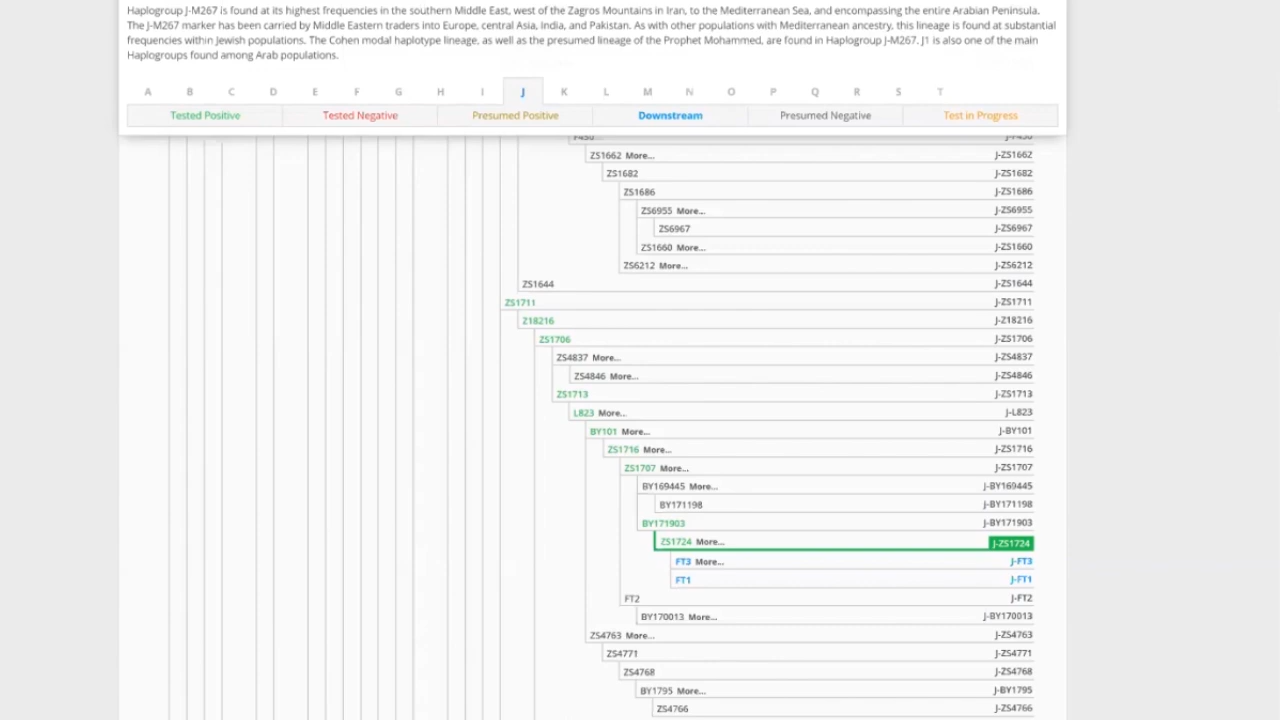 Haplogroup J-M267 is found at its highest frequencies in the southern Middle East, west of the Zagros Mountains in Iran, to the Mediterranean Sea, and encompassing the entire Arabian Peninsula.
The J-M267 marker has been carried by Middle Eastern traders into Europe, central Asia, India, and Pakistan. As with other populations with Mediterranean ancestry, this lineage is found at substantial
frequencies within Jewish populations. The Cohen modal haplotype lineage, as well as the presumed lineage of the Prophet Mohammed, are found in Haplogroup J-M267. J1 is also one of the main
Haplogroups found among Arab populations.
A B C D E F G H I J K L M N O P Q R S T
Tested Positive Tested Negative Presumed Positive Downstream Presumed Negative Test in Progress
ZS1662 More... J-ZS1662
ZS1682 J-ZS1682
ZS1686 J-ZS1686
ZS6955 More... J-ZS6955
ZS6967 J-ZS6967
ZS1660 More... J-ZS1660
ZS6212 More... J-ZS6212
ZS1644 J-ZS1644
ZS1711 J-ZS1711
Z18216 J-Z18216
ZS1706 J-ZS1706
ZS4837 More... J-ZS4837
ZS4846 More... J-ZS4846
ZS1713 J-ZS1713
L823 More... J-L823
BY101 More... J-BY101
ZS1716 More... J-ZS1716
ZS1707 More... J-ZS1707
BY169445 More... J-BY169445
BY171198 J-BY171198
BY171903 J-BY171903
ZS1724 More... J-ZS1724
FT3 More... J-FT3
FT1 J-FT1
FT2 J-FT2
BY170013 More... J-BY170013
ZS4763 More... J-ZS4763
ZS4771 J-ZS4771
ZS4768 J-ZS4768
BY1795 More... J-BY1795
ZS4766 J-ZS4766